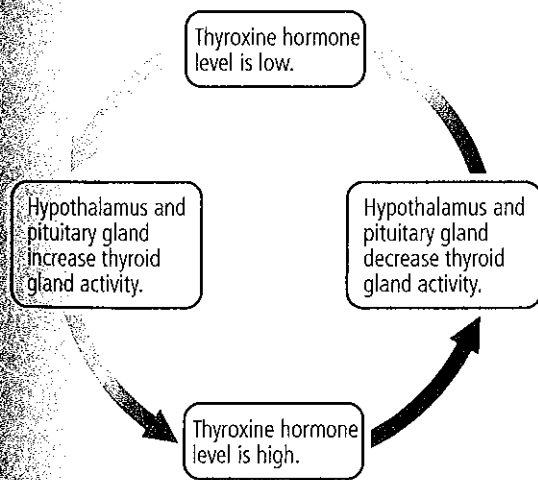 Thyroxine hormone
level is low.
Hypothalamus and
pituitary gland
increase thyroid
gland activity.
Hypothalamus and
pituitary gland
decrease thyroid
gland activity.
Thyroxine hormone
level is high.